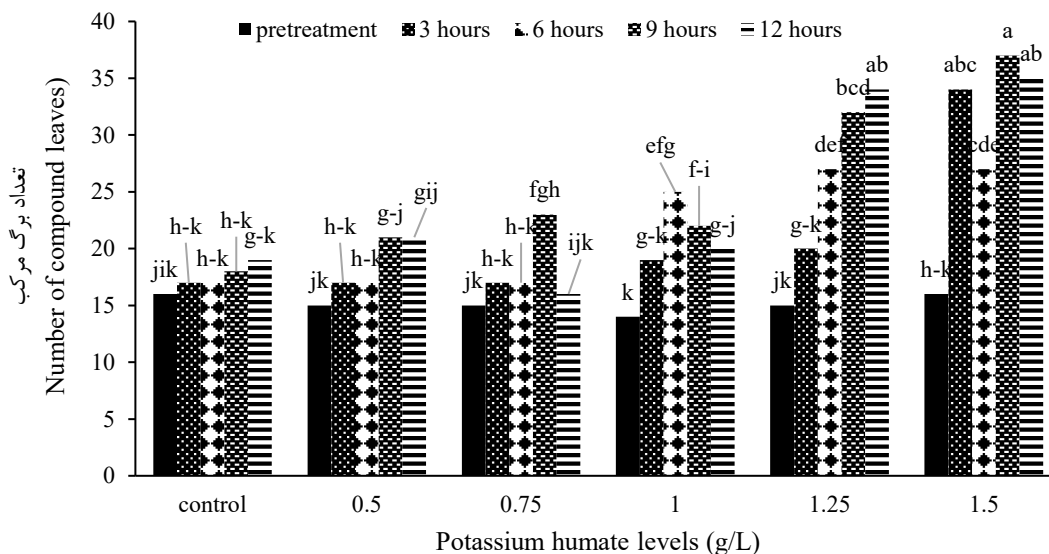 40
35
30
25
20
15
10
5
0
تعداد برگ مرکب
Number of compound leaves)
pretreatment 3 hours 6 hours 9 hours 12 hours
jik h-k h-k h-k g-k
jk h-k h-k g-j gij
jk h-k h-k fgh ijk
k g-k efg f-i g-j
jk g-k def bcd ab
h-k abc cde a ab
control 0.5 0.75 1 1.25 1.5
Potassium humate levels (g/L)